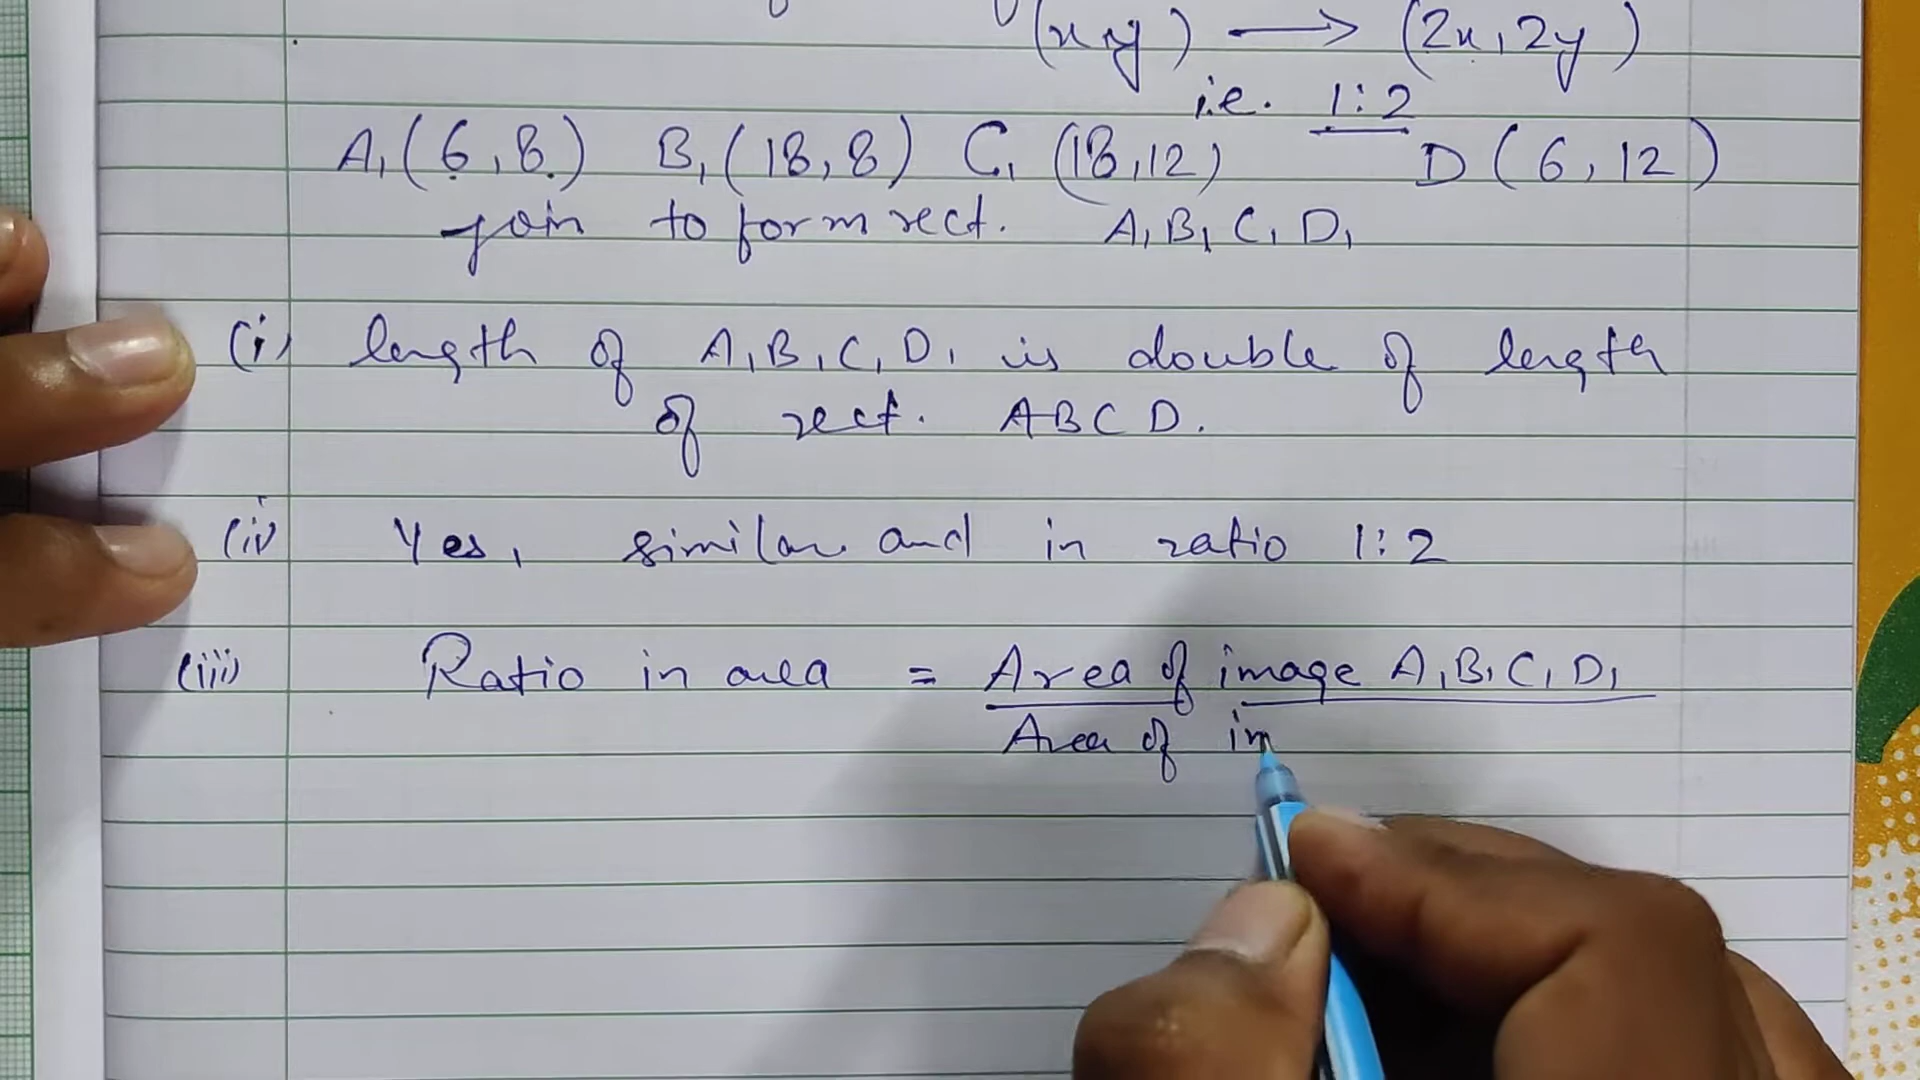 (x, y) → (2x, 2y)
i.e. 1:2
A₁(6,8) B₁(18,8) C₁(18,12) D(6,12)
join to form rect. A₁B₁C₁D₁
(i) length of A₁B₁C₁D₁ is double of length
of rect. ABCD.
(ii) Yes, similar and in ratio 1:2
(iii) Ratio in area = Area of image A₁B₁C₁D₁
Area of im